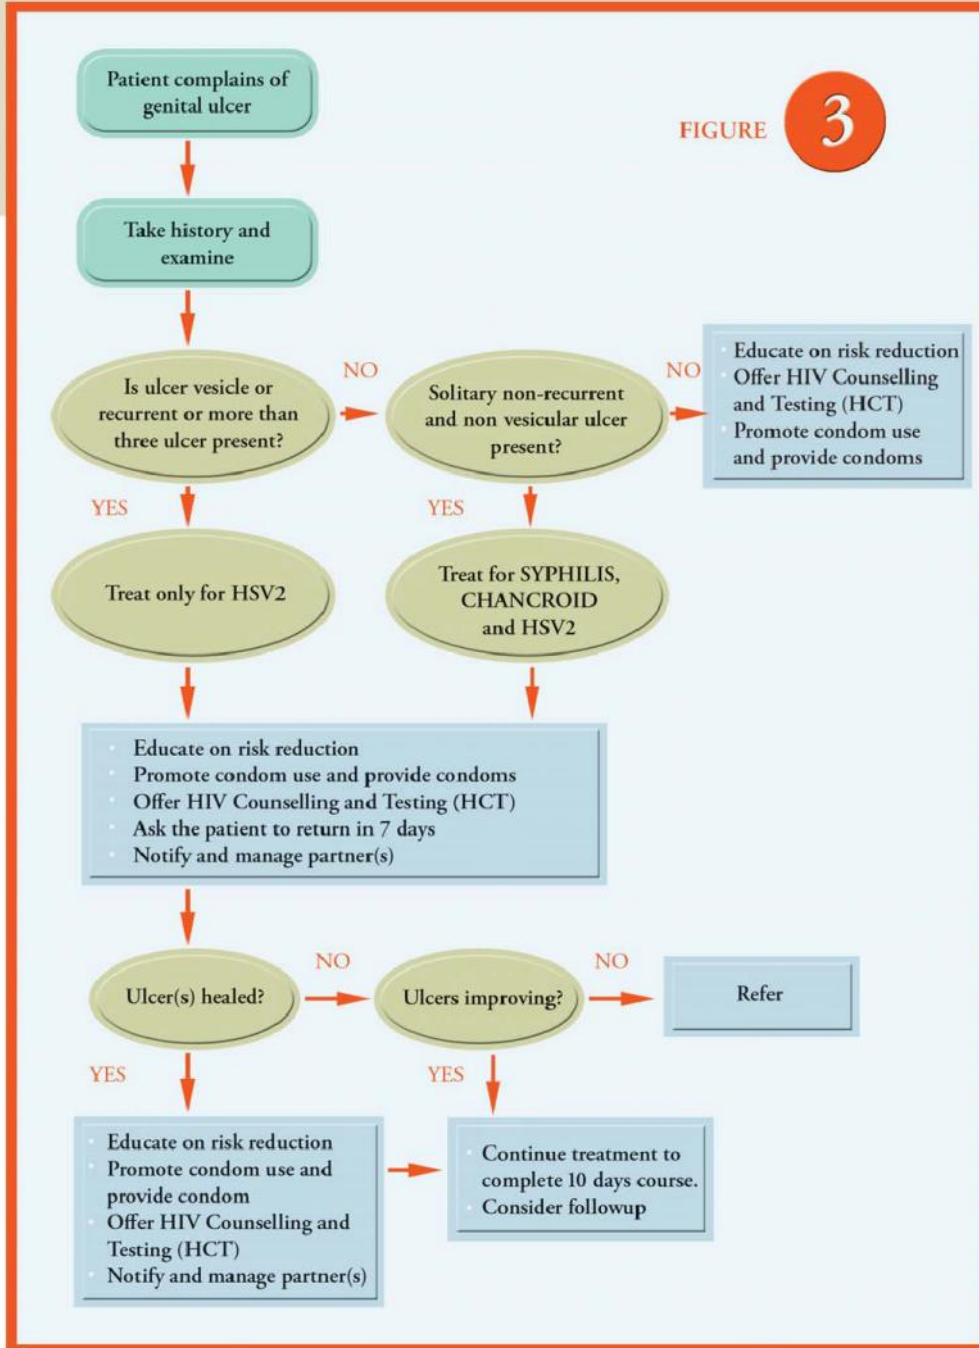 Patient complains of
genital ulcer
FIGURE 3
Take history and
examine
Is ulcer vesicle or
recurrent or more than
three ulcer present?
NO
Solitary non-recurrent
and non vesicular ulcer
present?
NO
Educate on risk reduction
Offer HIV Counselling
and Testing (HCT)
Promote condom use
and provide condoms
YES
YES
Treat only for HSV2
Treat for SYPHILIS,
CHANCROID
and HSV2
Educate on risk reduction
Promote condom use and provide condoms
Offer HIV Counselling and Testing (HCT)
Ask the patient to return in 7 days
Notify and manage partner(s)
Ulcer(s) healed?
NO
Ulcers improving?
NO
Refer
YES
YES
Educate on risk reduction
Promote condom use and
provide condom
Offer HIV Counselling and
Testing (HCT)
Notify and manage partner(s)
Continue treatment to
complete 10 days course.
Consider followup